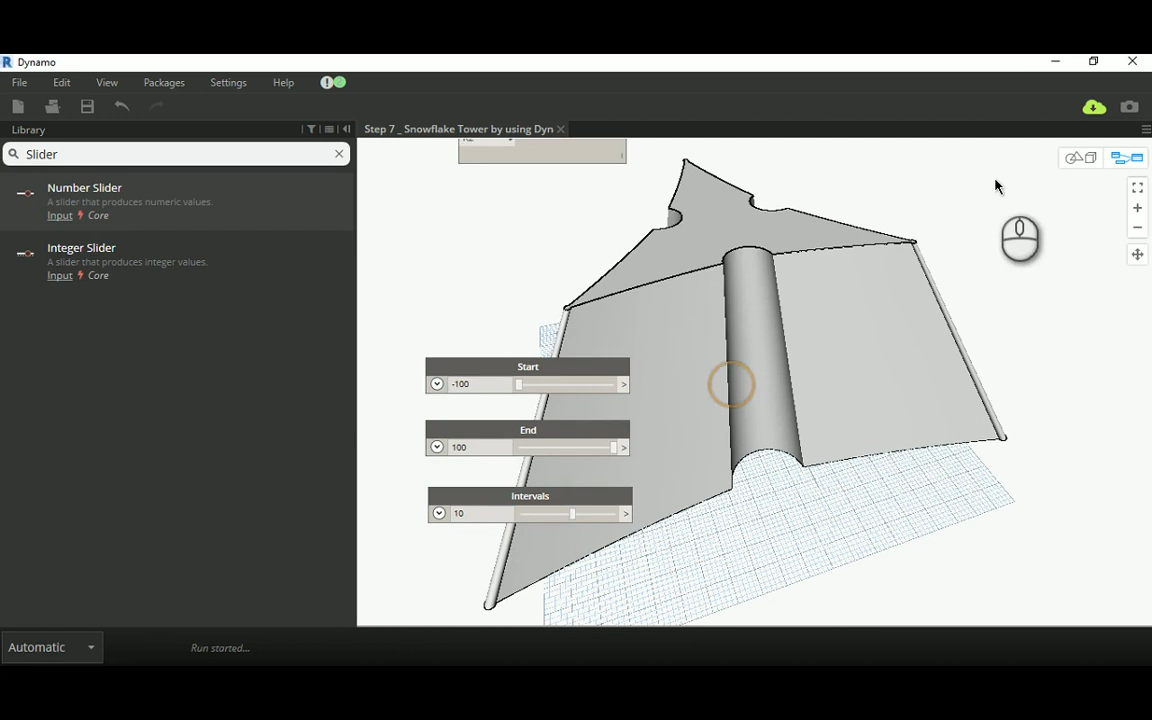 Dynamo
File Edit View Packages Settings Help
Library
Step 7 _ Snowflake Tower by using Dyn
Slider
Number Slider
A slider that produces numeric values.
Input Core
Integer Slider
A slider that produces integer values.
Input Core
Start
-100
End
100
Intervals
10
Automatic
Run started...